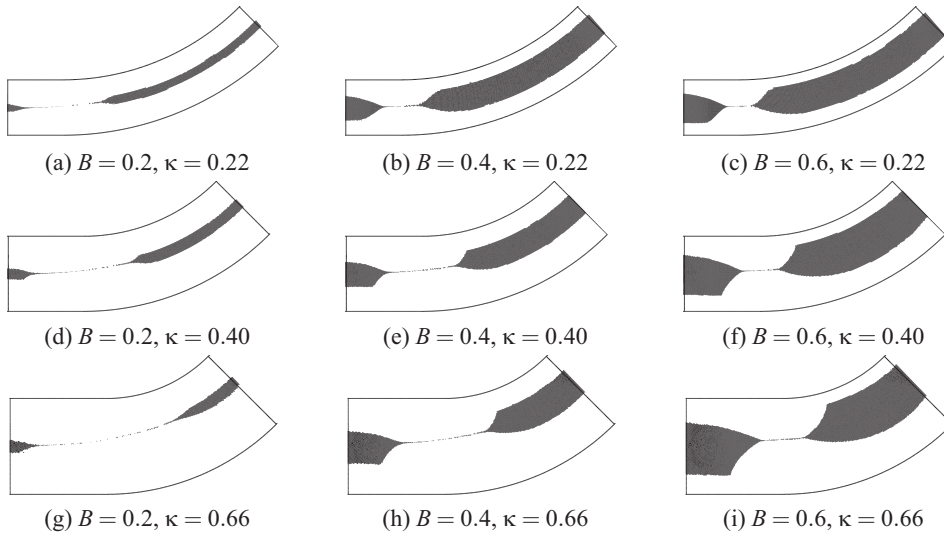 (a) B = 0.2, κ = 0.22 (b) B = 0.4, κ = 0.22 (c) B = 0.6, κ = 0.22
(d) B = 0.2, κ = 0.40 (e) B = 0.4, κ = 0.40 (f) B = 0.6, κ = 0.40
(g) B = 0.2, κ = 0.66 (h) B = 0.4, κ = 0.66 (i) B = 0.6, κ = 0.66